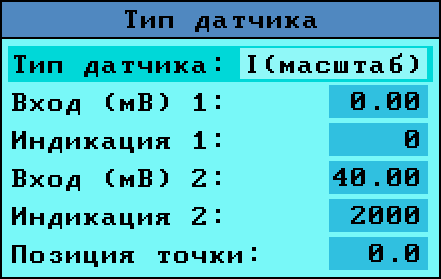 Тип датчика
Тип датчика: I(масштаб)
Вход (мВ) 1: 0.00
Индикация 1: 0
Вход (мВ) 2: 40.00
Индикация 2: 2000
Позиция точки: 0.0